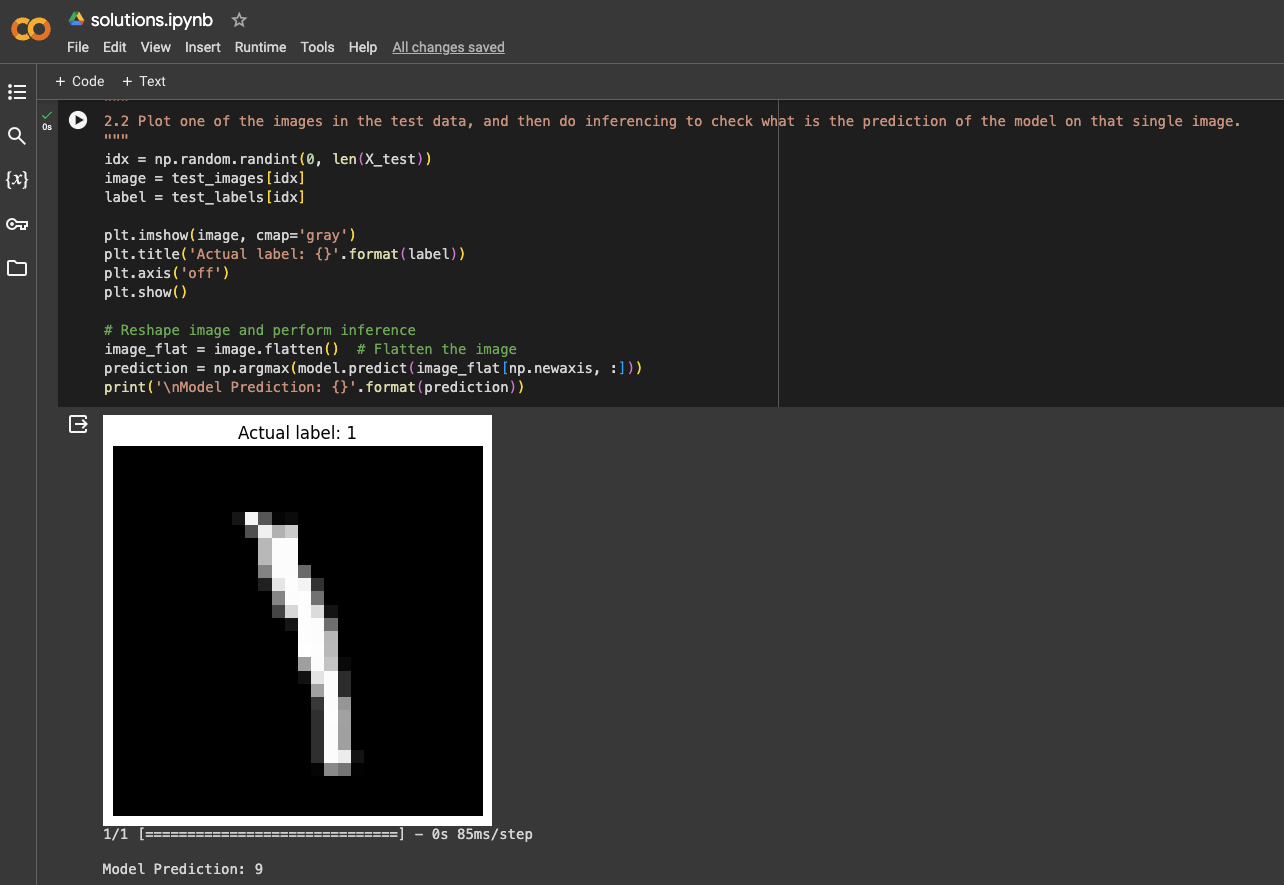 solutions.ipynb
File Edit View Insert Runtime Tools Help All changes saved
+ Code + Text
"""
2.2 Plot one of the images in the test data, and then do inferencing to check what is the prediction of the model on that single image.
"""
idx = np.random.randint(0, len(X_test))
image = test_images[idx]
label = test_labels[idx]
plt.imshow(image, cmap='gray')
plt.title('Actual label: {}'.format(label))
plt.axis('off')
plt.show()
# Reshape image and perform inference
image_flat = image.flatten()  # Flatten the image
prediction = np.argmax(model.predict(image_flat[np.newaxis, :]))
print('\nModel Prediction: {}'.format(prediction))
0s
{x}
Actual label: 1
1/1 [==============================] - 0s 85ms/step
Model Prediction: 9